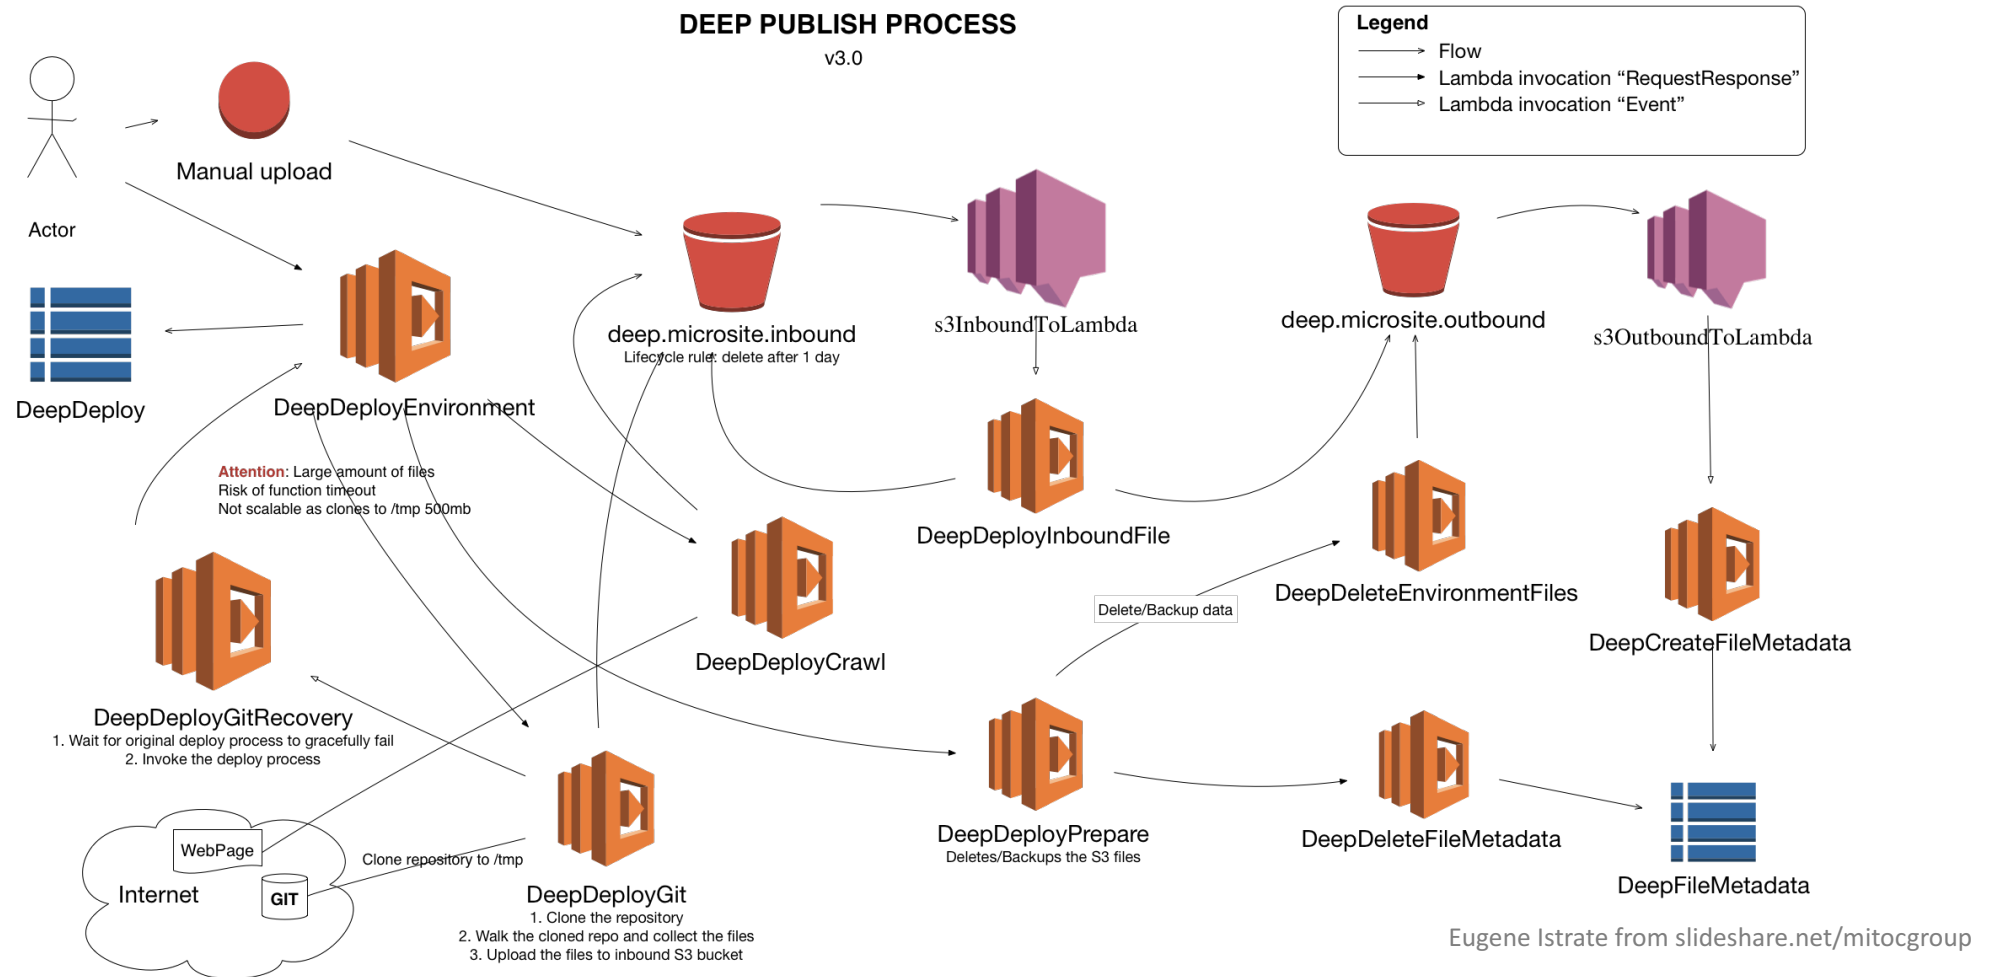 DEEP PUBLISH PROCESS
v3.0
Legend
Flow
Lambda invocation “RequestResponse”
Lambda invocation “Event”
Manual upload
Actor
DeepDeploy
DeepDeployEnvironment
deep.microsite.inbound
Lifecycle rule: delete after 1 day
s3InboundToLambda
deep.microsite.outbound
s3OutboundToLambda
Attention: Large amount of files
Risk of function timeout
Not scalable as clones to /tmp 500mb
DeepDeployInboundFile
DeepDeleteEnvironmentFiles
Delete/Backup data
DeepCreateFileMetadata
DeepDeployCrawl
DeepDeployGitRecovery
1. Wait for original deploy process to gracefully fail
2. Invoke the deploy process
DeepDeployPrepare
Deletes/Backups the S3 files
DeepDeleteFileMetadata
DeepFileMetadata
WebPage
Internet
GIT
Clone repository to /tmp
DeepDeployGit
1. Clone the repository
2. Walk the cloned repo and collect the files
3. Upload the files to inbound S3 bucket
Eugene Istrate from slideshare.net/mitocgroup